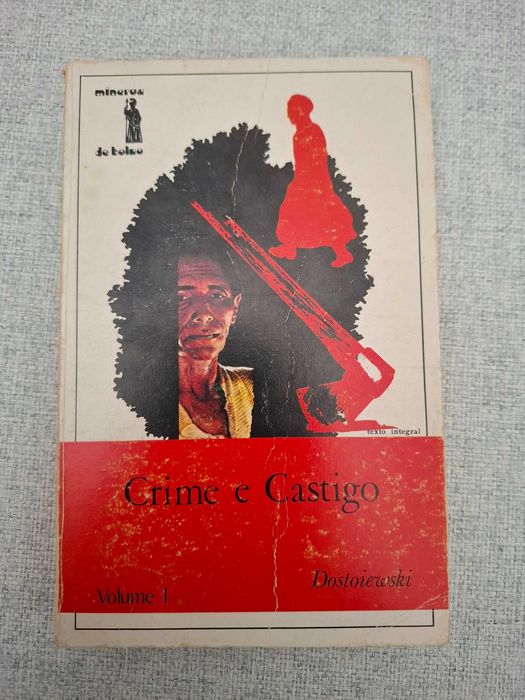 minerva
de bolso
texto integral
Crime e Castigo
Dostoiewski
Volume 1